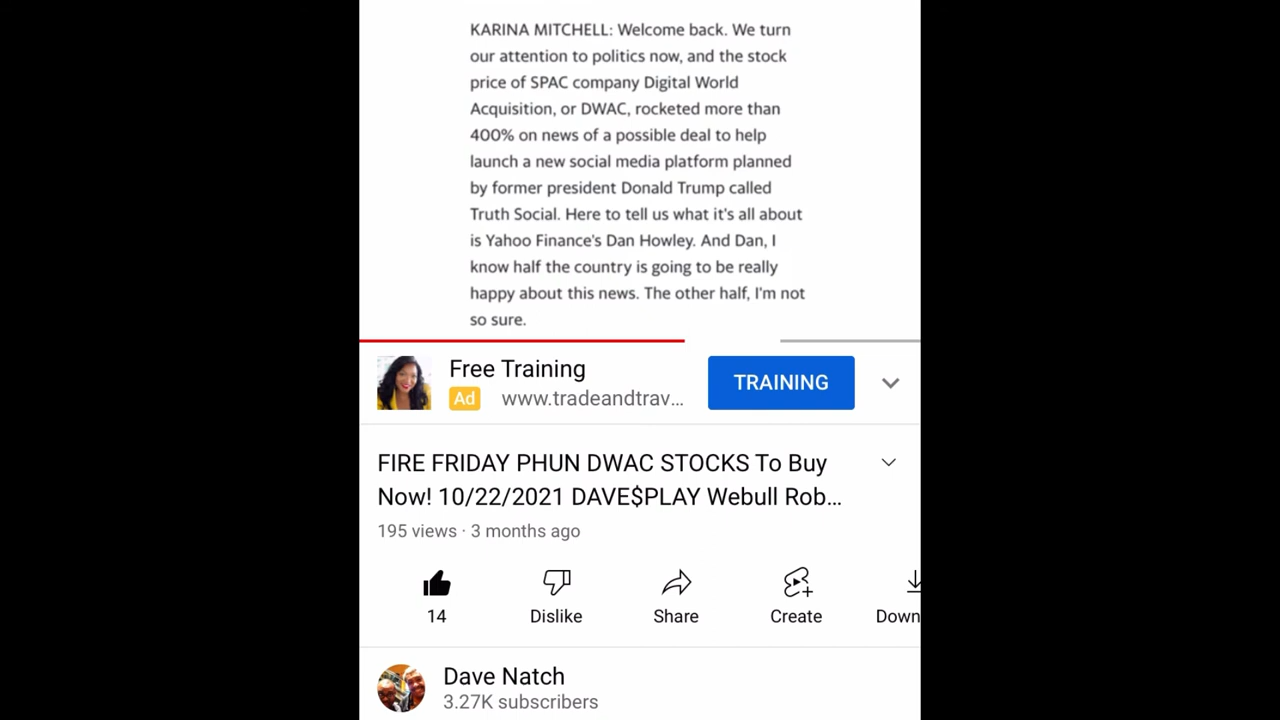 KARINA MITCHELL: Welcome back. We turn
our attention to politics now, and the stock
price of SPAC company Digital World
Acquisition, or DWAC, rocketed more than
400% on news of a possible deal to help
launch a new social media platform planned
by former president Donald Trump called
Truth Social. Here to tell us what it's all about
is Yahoo Finance's Dan Howley. And Dan, I
know half the country is going to be really
happy about this news. The other half, I'm not
so sure.
Free Training
Ad www.tradeandtrav...
TRAINING
FIRE FRIDAY PHUN DWAC STOCKS To Buy
Now! 10/22/2021 DAVE$PLAY Webull Rob...
195 views · 3 months ago
14 Dislike Share Create Down
Dave Natch
3.27K subscribers